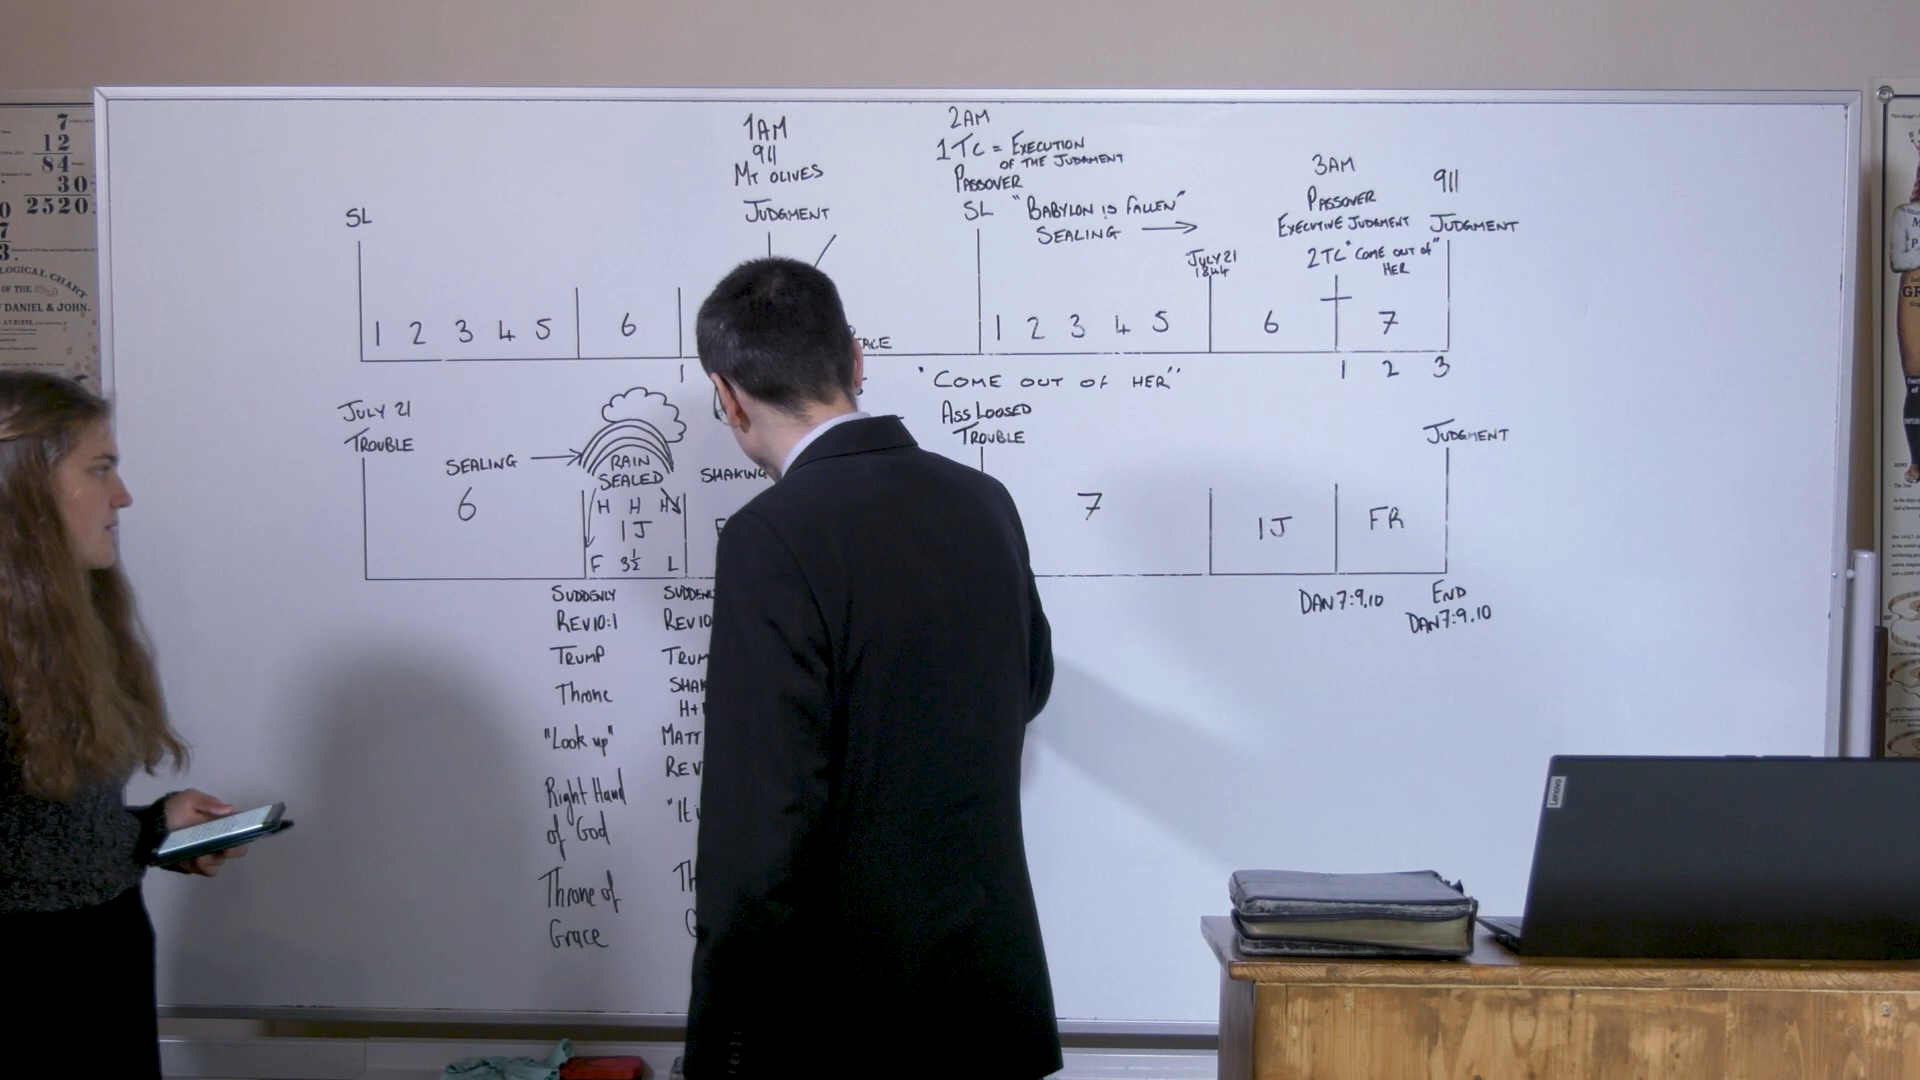 7
12
84
30
2520
LOGICAL CHART
OF THE
DANIEL & JOHN.
SL
1AM
911
MT OLIVES
JUDGMENT
2AM
1TC = EXECUTION
OF THE JUDGMENT
PASSOVER
SL "BABYLON IS FALLEN"
SEALING
3AM
PASSOVER
EXECUTIVE JUDGMENT
2TC "COME OUT OF"
HER
911
JUDGMENT
JULY 21
1844
1 2 3 4 5 6
1 2 3 4 5 6 7
1
1 2 3
"COME OUT OF HER"
JULY 21
TROUBLE
SEALING
6
RAIN
SEALED
H H H
1J
F 3½ L
SHAKING
ASS LOOSED
TROUBLE
7
1J
FR
JUDGMENT
SUDDENLY
REV10:1
TRUMP
Throne
"Look up"
Right Hand
of God
Throne of
Grace
REV10
MATT
REV
DAN 7:9,10
END
DAN 7:9,10
Lenovo